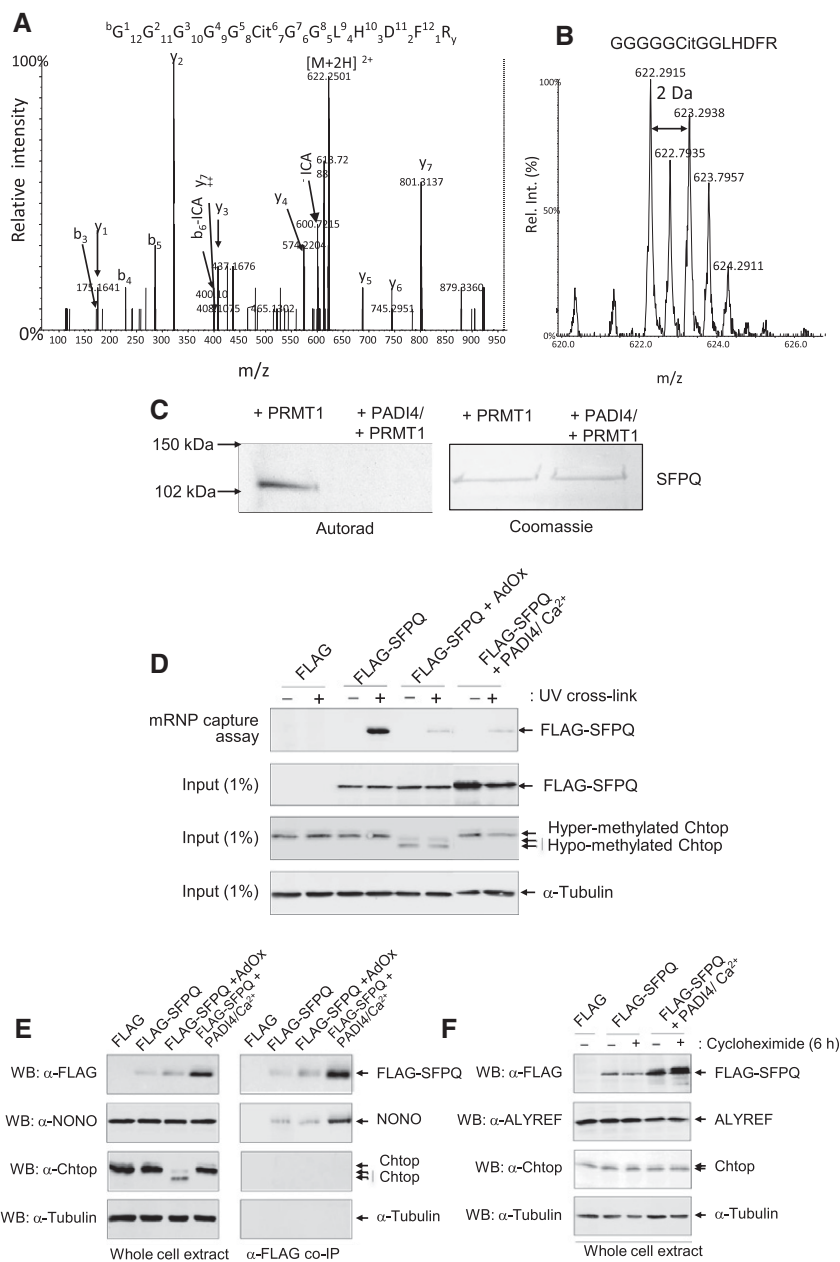 A
bG1 12G2 11G3 10G4 9G5 8Cit6 7G7 6G8 5L9 4H10 3D11 2F12 1Ry
100%
Relative intensity
0%
y2
[M+2H] 2+
622.2501
613.72
- ICA
600.7215
y4
574.2204
y7
801.3137
b6-ICA
y3
b3
y1
b4
b5
175.1641
437.1676
408.1075
465.1302
y5
y6
745.2951
879.3360
100 150 200 250 300 350 400 450 500 550 600 650 700 750 800 850 900 950
m/z
B
GGGGGCitGGLHDFR
100%
50%
0%
Rel. Int. (%)
622.2915
2 Da
623.2938
622.7935
623.7957
624.2911
620.0 622.0 624.0 626.0
m/z
C
+ PRMT1
+ PADI4/
+ PRMT1
+ PRMT1
+ PADI4/
+ PRMT1
150 kDa
102 kDa
SFPQ
Autorad
Coomassie
D
FLAG
FLAG-SFPQ
FLAG-SFPQ + AdOx
FLAG-SFPQ
+ PADI4/ Ca2+
– + – + – + – + : UV cross-link
mRNP capture
assay
FLAG-SFPQ
Input (1%)
FLAG-SFPQ
Input (1%)
Hyper-methylated Chtop
Hypo-methylated Chtop
Input (1%)
α-Tubulin
E
FLAG
FLAG-SFPQ
FLAG-SFPQ +AdOx
FLAG-SFPQ +
PADI4/Ca2+
FLAG
FLAG-SFPQ
FLAG-SFPQ +AdOx
FLAG-SFPQ +
PADI4/Ca2+
WB: α-FLAG
FLAG-SFPQ
WB: α-NONO
NONO
WB: α-Chtop
Chtop
Chtop
WB: α-Tubulin
α-Tubulin
Whole cell extract
α-FLAG co-IP
F
FLAG
FLAG-SFPQ
FLAG-SFPQ
+ PADI4/ Ca2+
– – + – + : Cycloheximide (6 h)
WB: α-FLAG
FLAG-SFPQ
WB: α-ALYREF
ALYREF
WB: α-Chtop
Chtop
WB: α-Tubulin
α-Tubulin
Whole cell extract